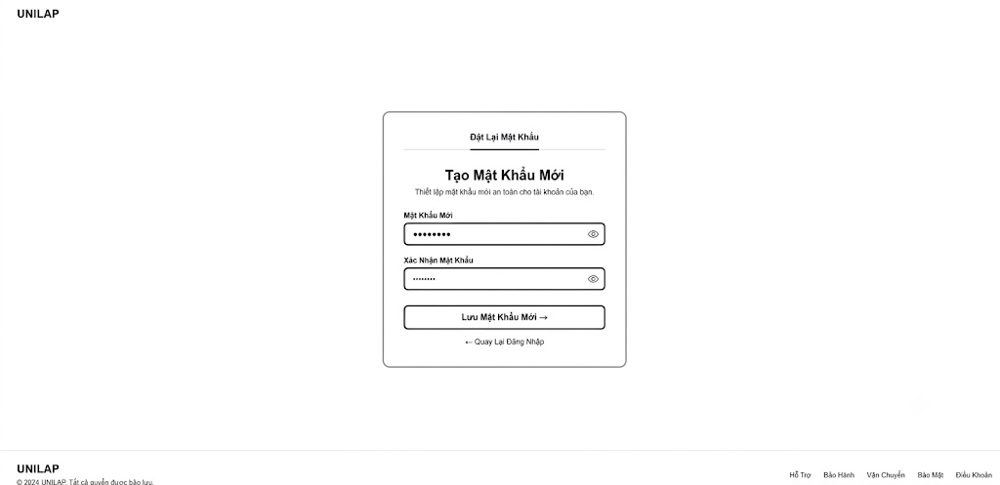 UNILAP
Đặt Lại Mật Khẩu
Tạo Mật Khẩu Mới
Thiết lập mật khẩu mới an toàn cho tài khoản của bạn.
Mật Khẩu Mới
••••••••
Xác Nhận Mật Khẩu
••••••••
Lưu Mật Khẩu Mới →
← Quay Lại Đăng Nhập
UNILAP
© 2024 UNILAP. Tất cả quyền được bảo lưu.
Hỗ Trợ Bảo Hành Vận Chuyển Bảo Mật Điều Khoản